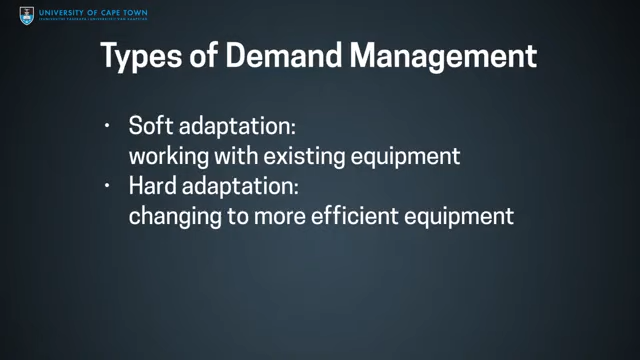 UNIVERSITY OF CAPE TOWN
Types of Demand Management
• Soft adaptation:
working with existing equipment
• Hard adaptation:
changing to more efficient equipment